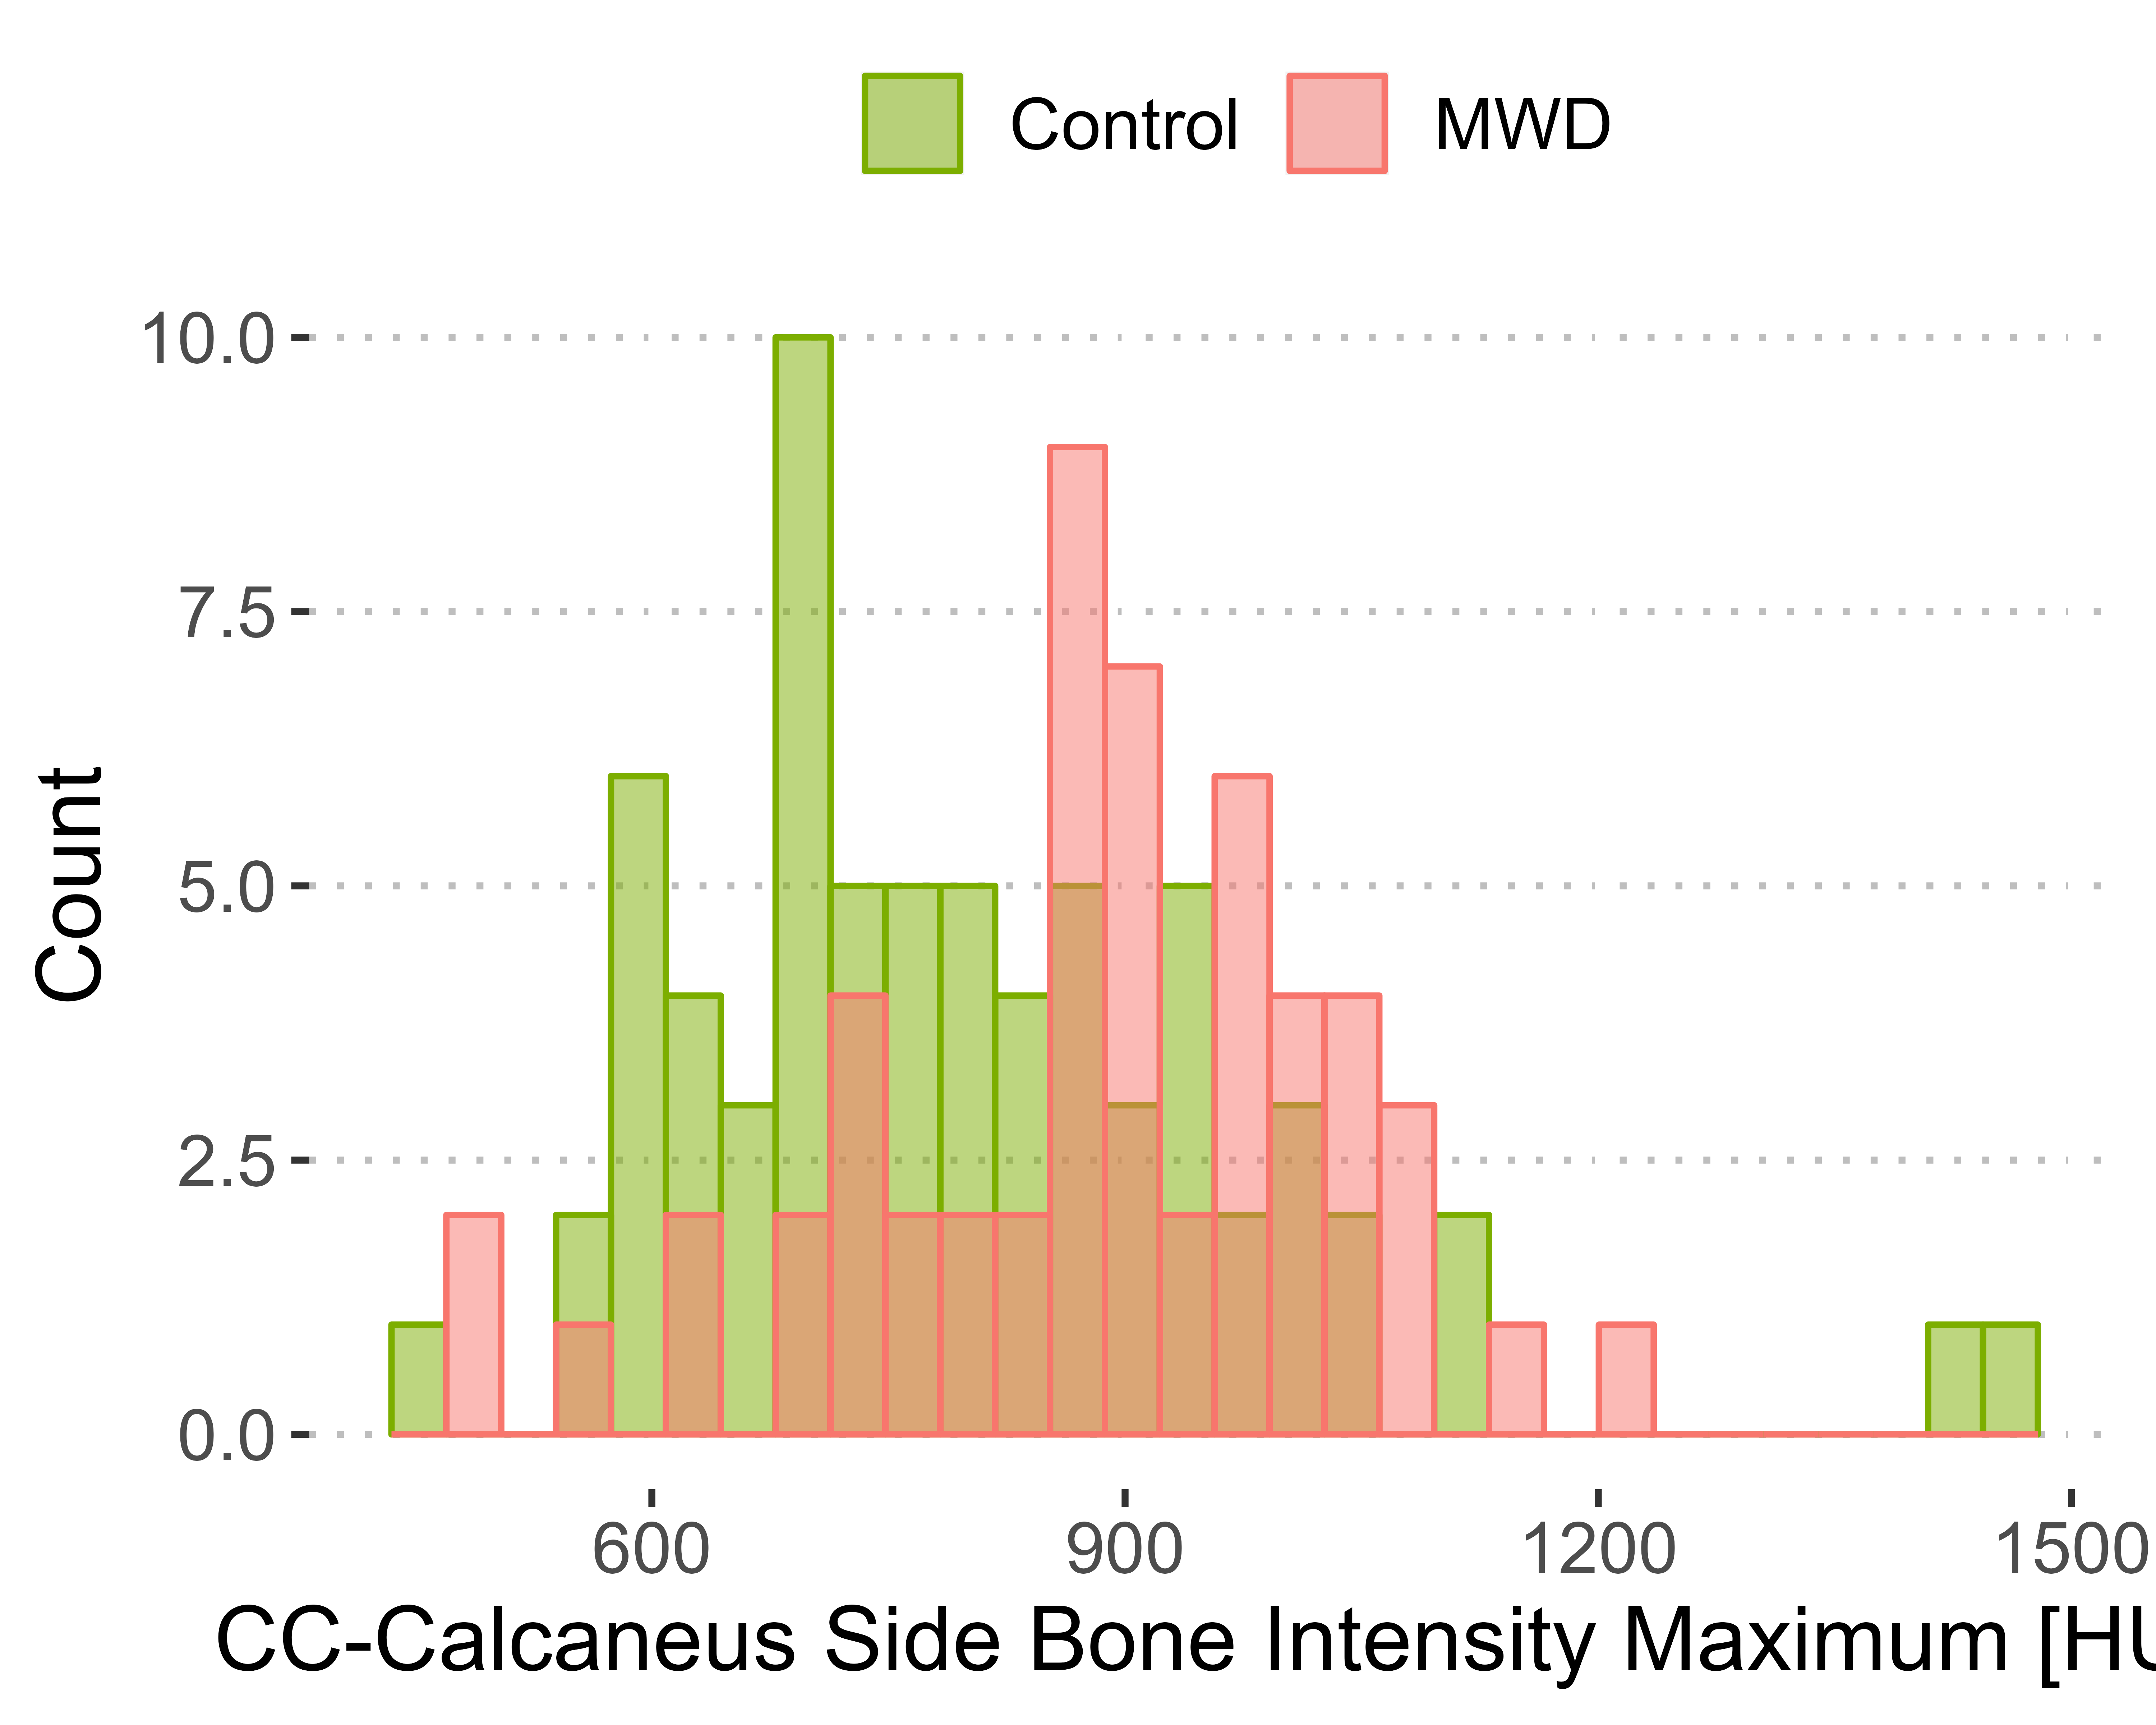 Control MWD
10.0
7.5
5.0
2.5
0.0
Count
600 900 1200 1500
CC-Calcaneus Side Bone Intensity Maximum [HU